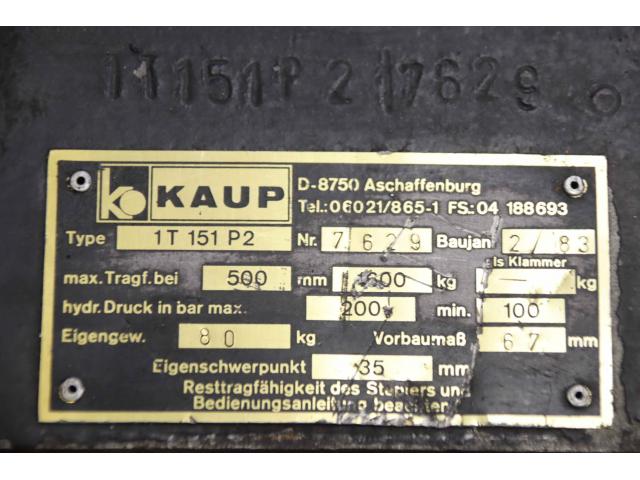 1T151P2 17629
KAUP
D-8750 Aschaffenburg
Tel.: 06021/865-1 FS.: 04 188693
Type 1T 151 P2 Nr. 7629 Baujah 2/83
als Klammer
max. Tragf. bei 500 mm 1600 kg — kg
hydr. Druck in bar max. 200 min. 100
Eigengew. 80 kg Vorbaumaß 67 mm
Eigenschwerpunkt 35 mm
Resttragfähigkeit des Staplers und
Bedienungsanleitung beachten